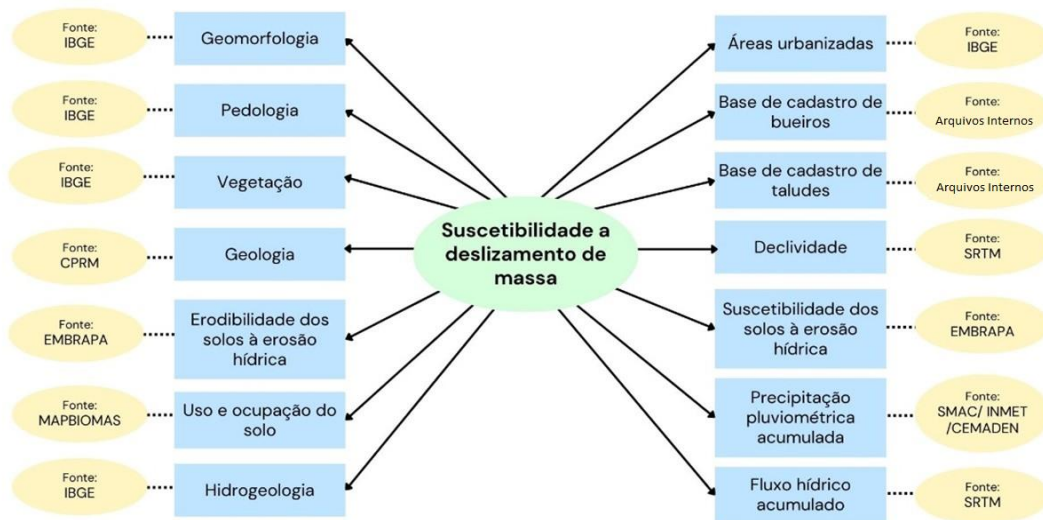 Fonte:
IBGE
Geomorfologia
Fonte:
IBGE
Pedologia
Fonte:
IBGE
Vegetação
Fonte:
CPRM
Geologia
Fonte:
EMBRAPA
Erodibilidade dos
solos à erosão
hídrica
Fonte:
MAPBIOMAS
Uso e ocupação do
solo
Fonte:
IBGE
Hidrogeologia
Suscetibilidade a
deslizamento de
massa
Áreas urbanizadas
Fonte:
IBGE
Base de cadastro de
bueiros
Fonte:
Arquivos Internos
Base de cadastro de
taludes
Fonte:
Arquivos Internos
Declividade
Fonte:
SRTM
Suscetibilidade dos
solos à erosão
hídrica
Fonte:
EMBRAPA
Precipitação
pluviométrica
acumulada
Fonte:
SMAC/ INMET
/CEMADEN
Fluxo hídrico
acumulado
Fonte:
SRTM